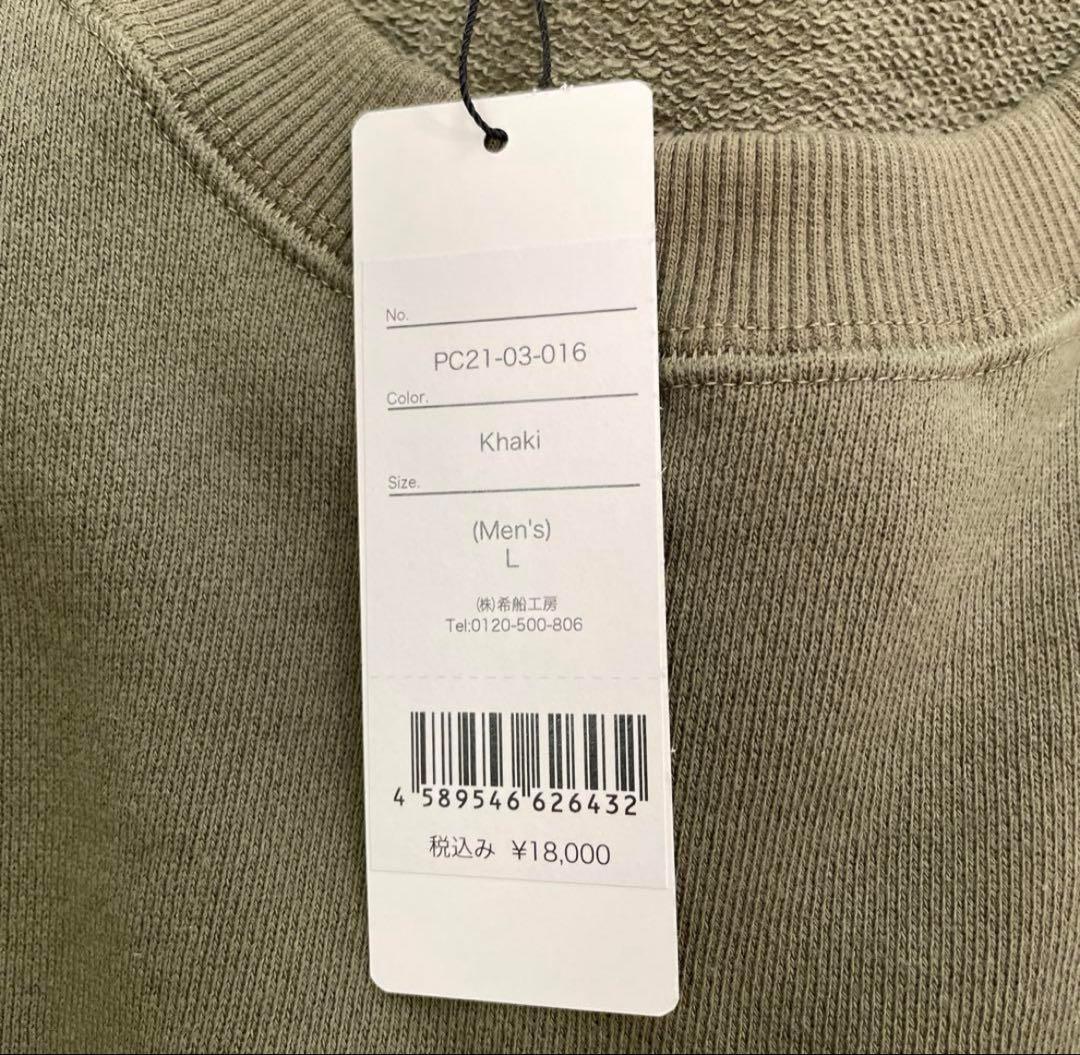 No.
PC21-03-016
Color.
Khaki
Size.
(Men's)
L
㈱希船工房
Tel:0120-500-806
4 589546 626432
税込み ¥18,000